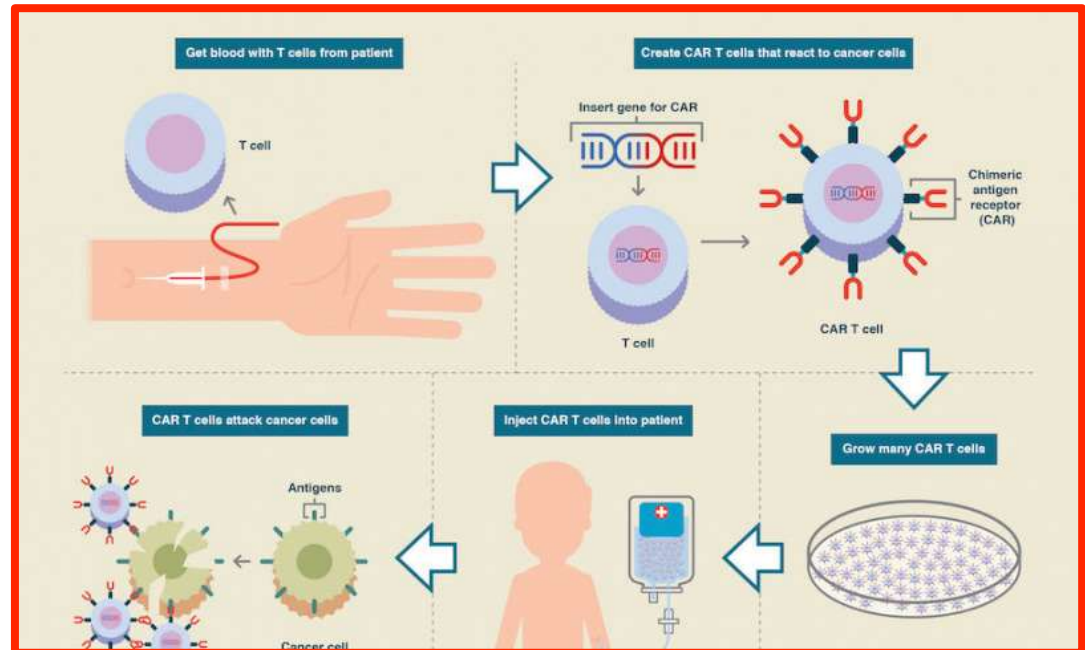 Get blood with T cells from patient
T cell
Create CAR T cells that react to cancer cells
Insert gene for CAR
T cell
Chimeric
antigen
receptor
(CAR)
CAR T cell
Grow many CAR T cells
Inject CAR T cells into patient
CAR T cells attack cancer cells
Antigens
Cancer cell